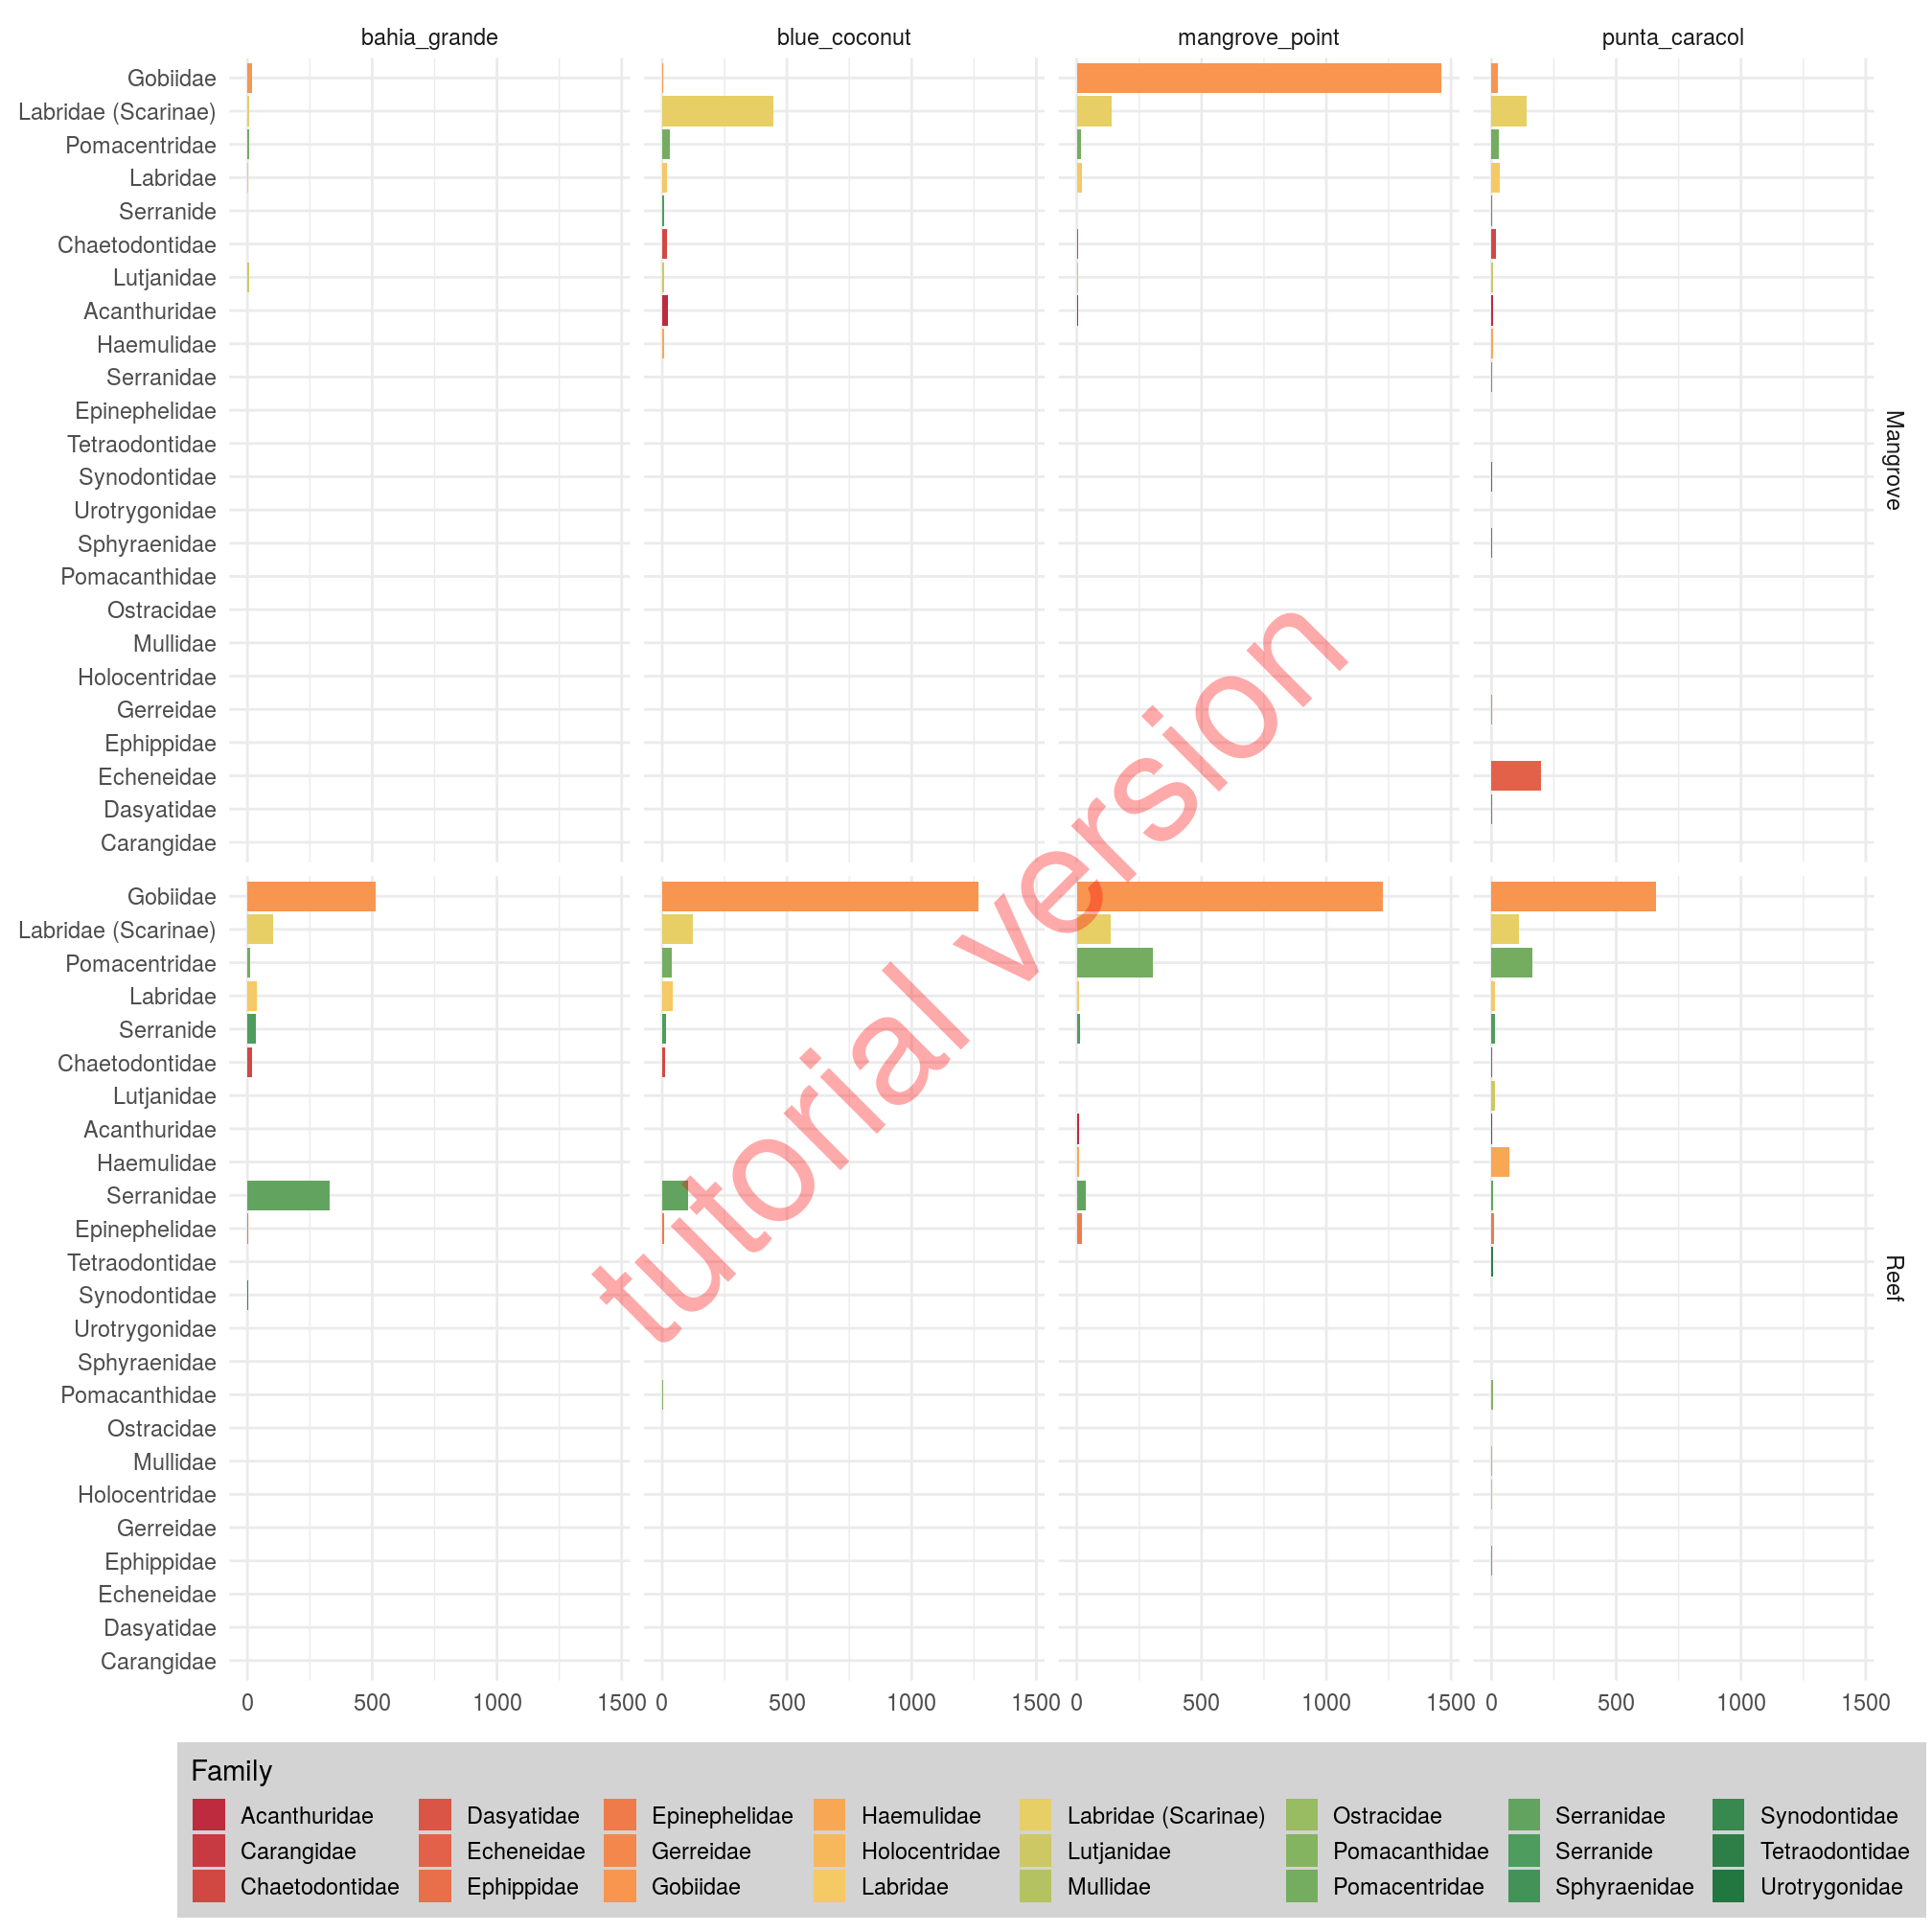 bahia_grande blue_coconut mangrove_point punta_caracol
Gobiidae
Labridae (Scarinae)
Pomacentridae
Labridae
Serranide
Chaetodontidae
Lutjanidae
Acanthuridae
Haemulidae
Serranidae
Epinephelidae
Tetraodontidae
Synodontidae
Urotrygonidae
Sphyraenidae
Pomacanthidae
Ostracidae
Mullidae
Holocentridae
Gerreidae
Ephippidae
Echeneidae
Dasyatidae
Carangidae
Mangrove
Gobiidae
Labridae (Scarinae)
Pomacentridae
Labridae
Serranide
Chaetodontidae
Lutjanidae
Acanthuridae
Haemulidae
Serranidae
Epinephelidae
Tetraodontidae
Synodontidae
Urotrygonidae
Sphyraenidae
Pomacanthidae
Ostracidae
Mullidae
Holocentridae
Gerreidae
Ephippidae
Echeneidae
Dasyatidae
Carangidae
Reef
tutorial version
0 500 1000 1500 0 500 1000 1500 0 500 1000 1500 0 500 1000 1500
Family
Acanthuridae Dasyatidae Epinephelidae Haemulidae Labridae (Scarinae) Ostracidae Serranidae Synodontidae
Carangidae Echeneidae Gerreidae Holocentridae Lutjanidae Pomacanthidae Serranide Tetraodontidae
Chaetodontidae Ephippidae Gobiidae Labridae Mullidae Pomacentridae Sphyraenidae Urotrygonidae